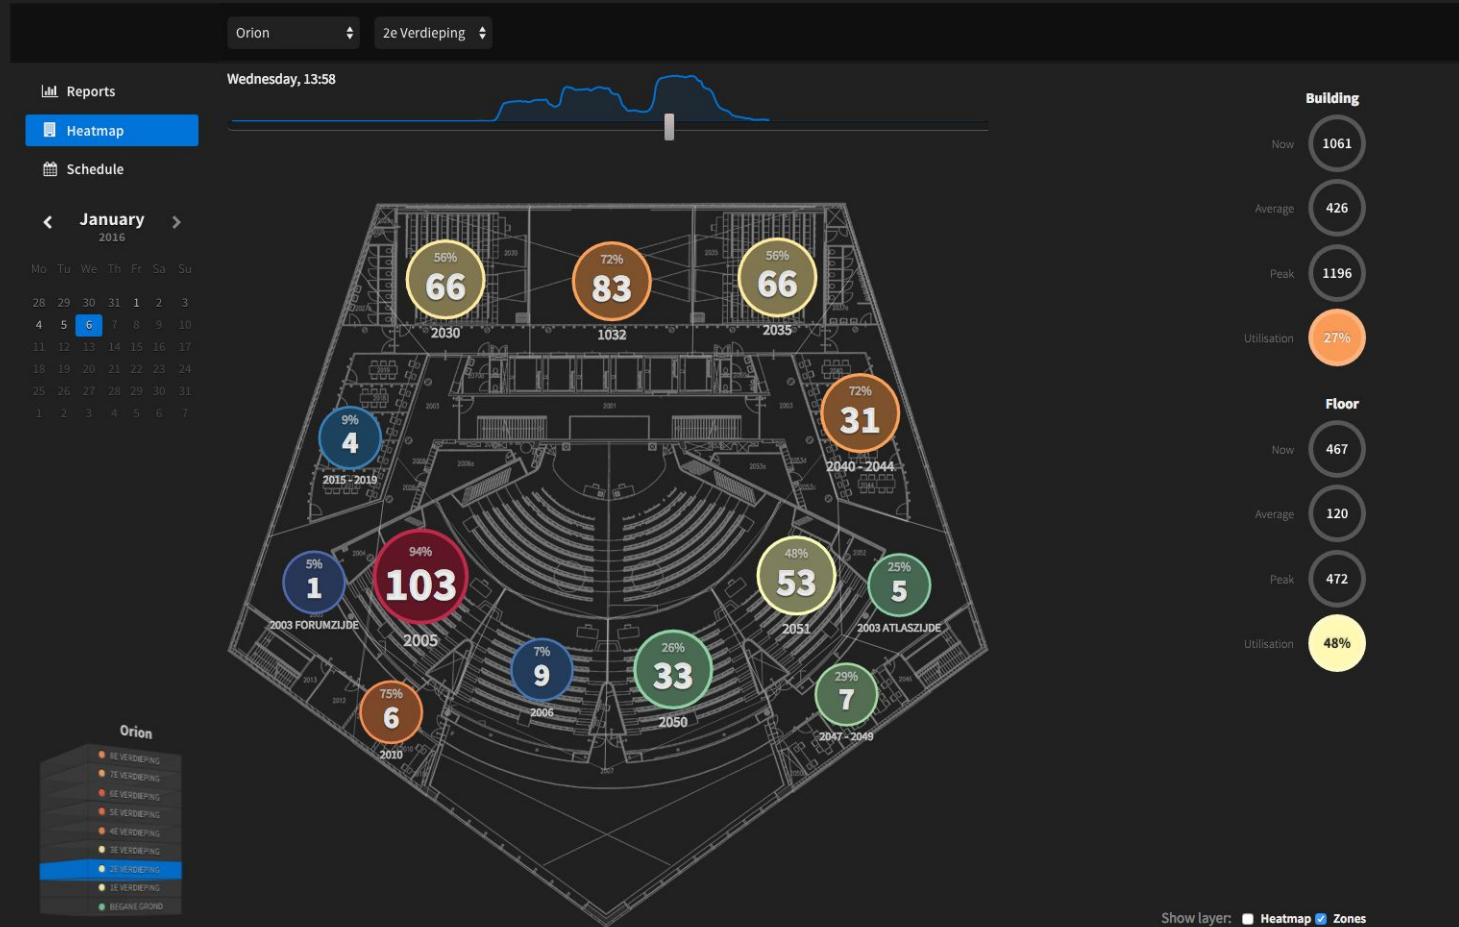 Orion
2e Verdieping
Reports
Heatmap
Schedule
Wednesday, 13:58
January
2016
Mo Tu We Th Fr Sa Su
28 29 30 31 1 2 3
4 5 6 7 8 9 10
11 12 13 14 15 16 17
18 19 20 21 22 23 24
25 26 27 28 29 30 31
1 2 3 4 5 6 7
56%
66
2030
72%
83
1032
56%
66
2035
9%
4
2015 - 2019
72%
31
2040 - 2044
5%
1
2003 FORUMZIJDE
94%
103
2005
48%
53
2051
25%
5
2003 ATLASZIJDE
7%
9
2006
26%
33
2050
75%
6
2010
29%
7
2047 - 2049
2001
2003
2003
2013
2012
2007
Building
Now 1061
Average 426
Peak 1196
Utilisation 27%
Floor
Now 467
Average 120
Peak 472
Utilisation 48%
Orion
8E VERDIEPING
7E VERDIEPING
6E VERDIEPING
5E VERDIEPING
4E VERDIEPING
3E VERDIEPING
2E VERDIEPING
1E VERDIEPING
BEGANE GROND
Show layer: Heatmap Zones